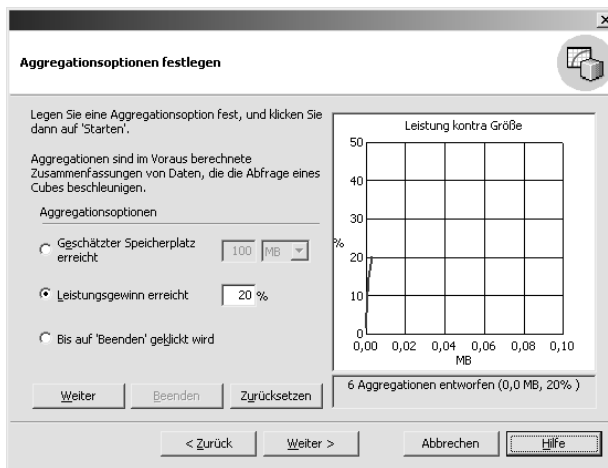 Aggregationsoptionen festlegen
Legen Sie eine Aggregationsoption fest, und klicken Sie
dann auf 'Starten'.
Aggregationen sind im Voraus berechnete
Zusammenfassungen von Daten, die die Abfrage eines
Cubes beschleunigen.
Aggregationsoptionen
Geschätzter Speicherplatz
erreicht
100 MB
Leistungsgewinn erreicht
20 %
Bis auf 'Beenden' geklickt wird
Weiter Beenden Zurücksetzen
Leistung kontra Größe
50
40
30
%
20
10
0
0,00 0,02 0,04 0,06 0,08 0,10
MB
6 Aggregationen entworfen (0,0 MB, 20% )
< Zurück Weiter > Abbrechen Hilfe